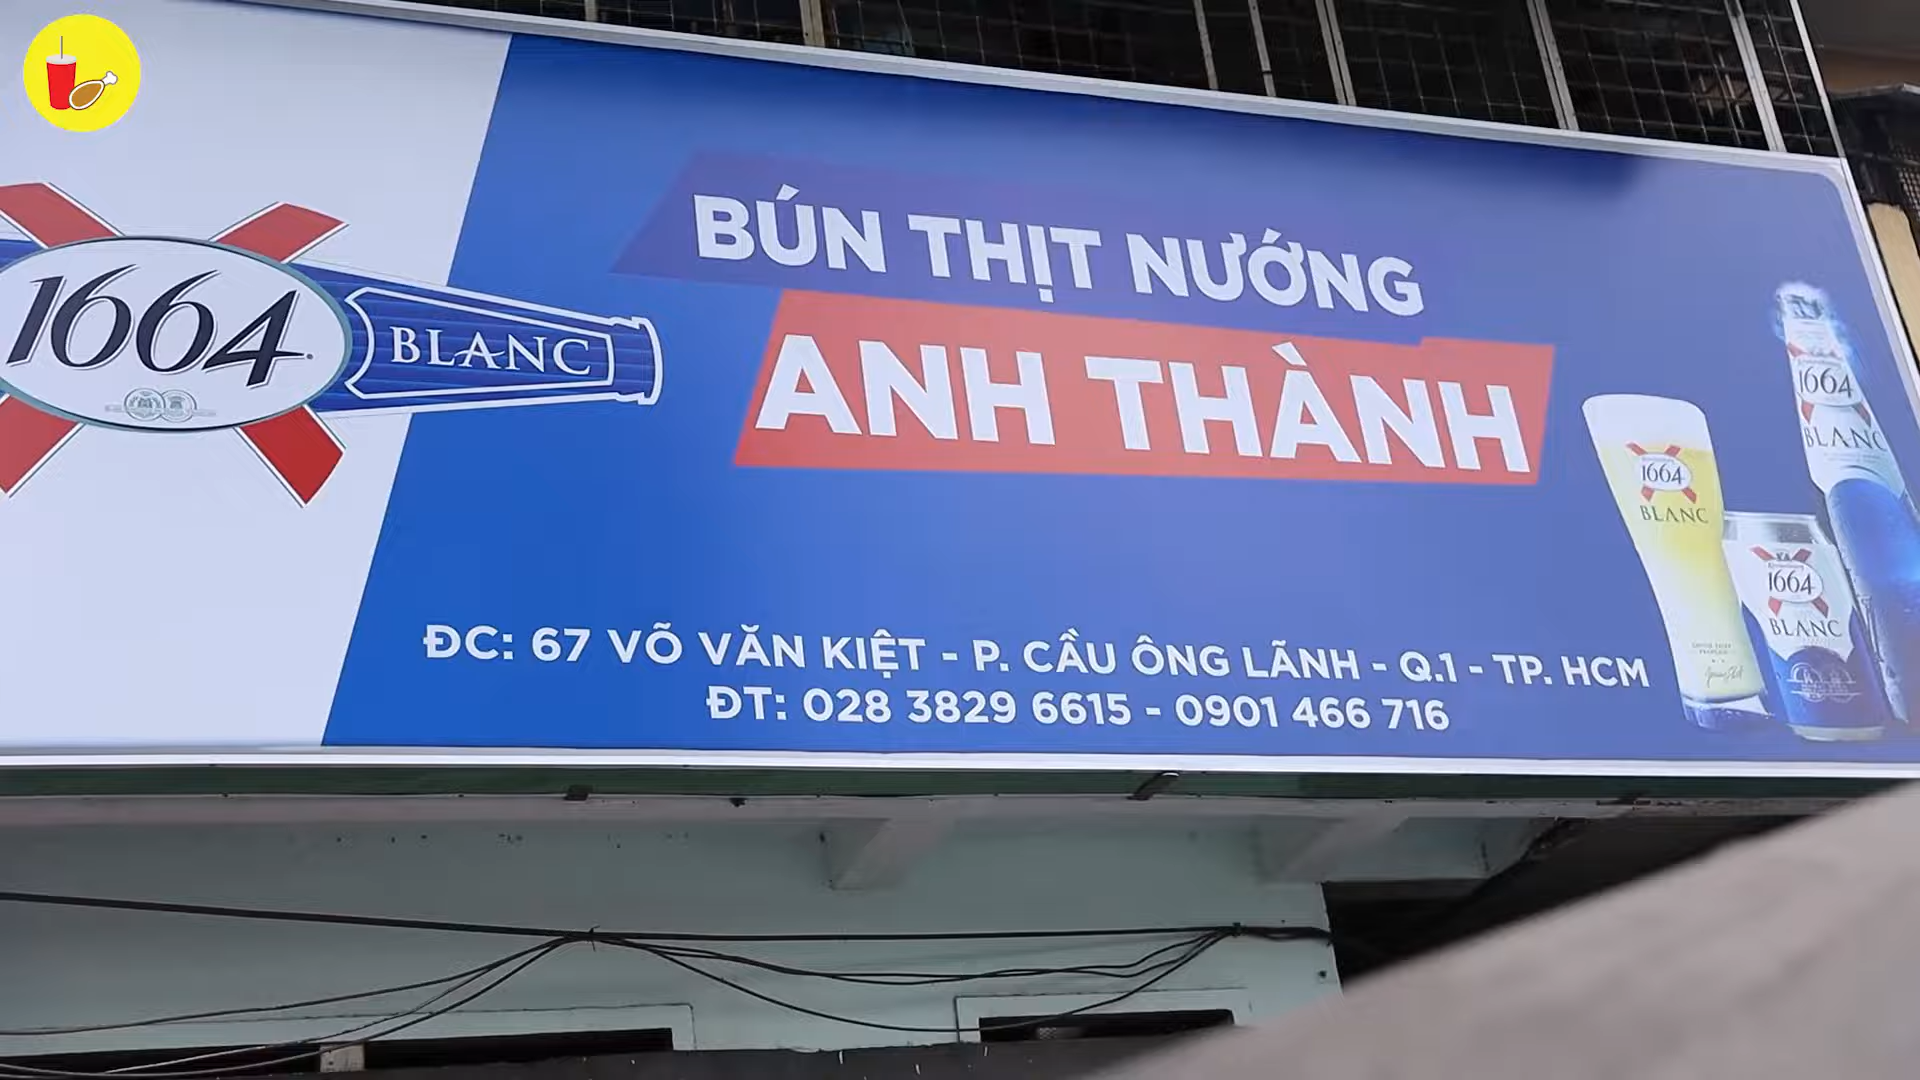 1664
BLANC
BÚN THỊT NƯỚNG
ANH THÀNH
ĐC: 67 VÕ VĂN KIỆT - P. CẦU ÔNG LÃNH - Q.1 - TP. HCM
ĐT: 028 3829 6615 - 0901 466 716
1664
BLANC
1664
BLANC
1664
BLANC